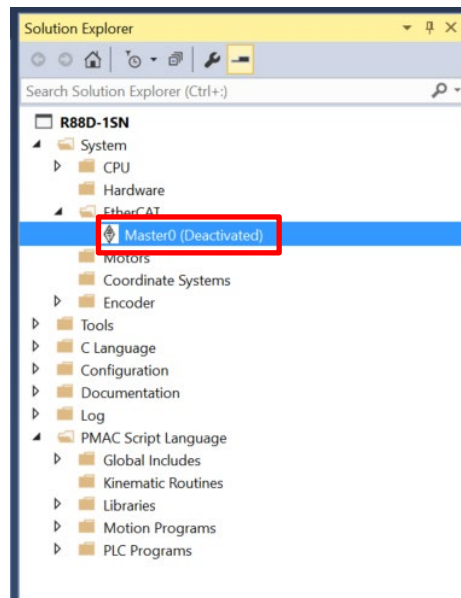 Solution Explorer
Search Solution Explorer (Ctrl+:)
R88D-1SN
System
CPU
Hardware
EtherCAT
Master0 (Deactivated)
Motors
Coordinate Systems
Encoder
Tools
C Language
Configuration
Documentation
Log
PMAC Script Language
Global Includes
Kinematic Routines
Libraries
Motion Programs
PLC Programs